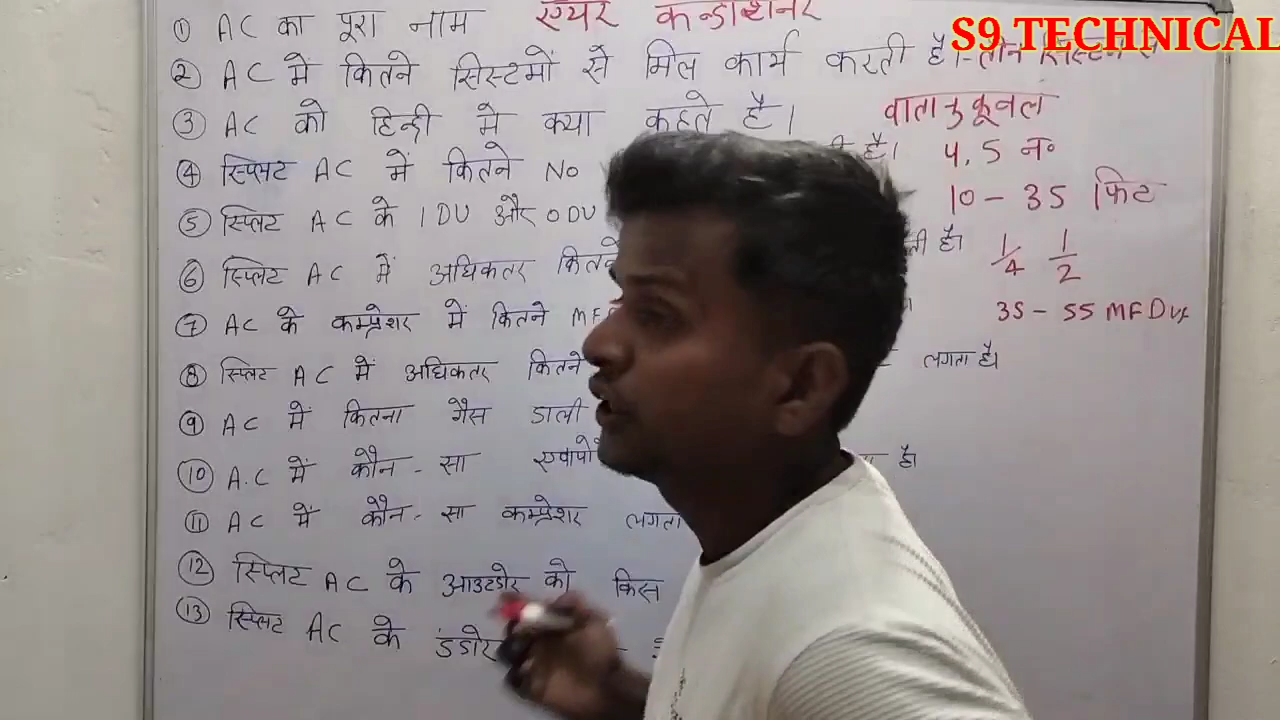 ① AC का पूरा नाम एयर कन्डीशनर
S9 TECHNICAL
② AC में कितने सिस्टमों से मिल कार्य करती है। - तीन सिस्टम से
③ AC को हिन्दी मे क्या कहते है। वातानुकूवल
④ स्प्लिट AC मे कितने No है। 4, 5 नं०
⑤ स्प्लिट AC के IDU और ODU 10 - 35 फिट
⑥ स्प्लिट AC में अधिकतर कितने है। 1/4 1/2
⑦ AC के कम्प्रेशर में कितने 35 - 55 MFD
⑧ स्प्लिट AC में अधिकतर कितने लगता है।
⑨ AC में कितना गैस डाली
⑩ A.C में कौन - सा है।
⑪ AC में कौन - सा कम्प्रेशर लगता
⑫ स्प्लिट AC के आउटडोर को किस
⑬ स्प्लिट AC के इंडोर